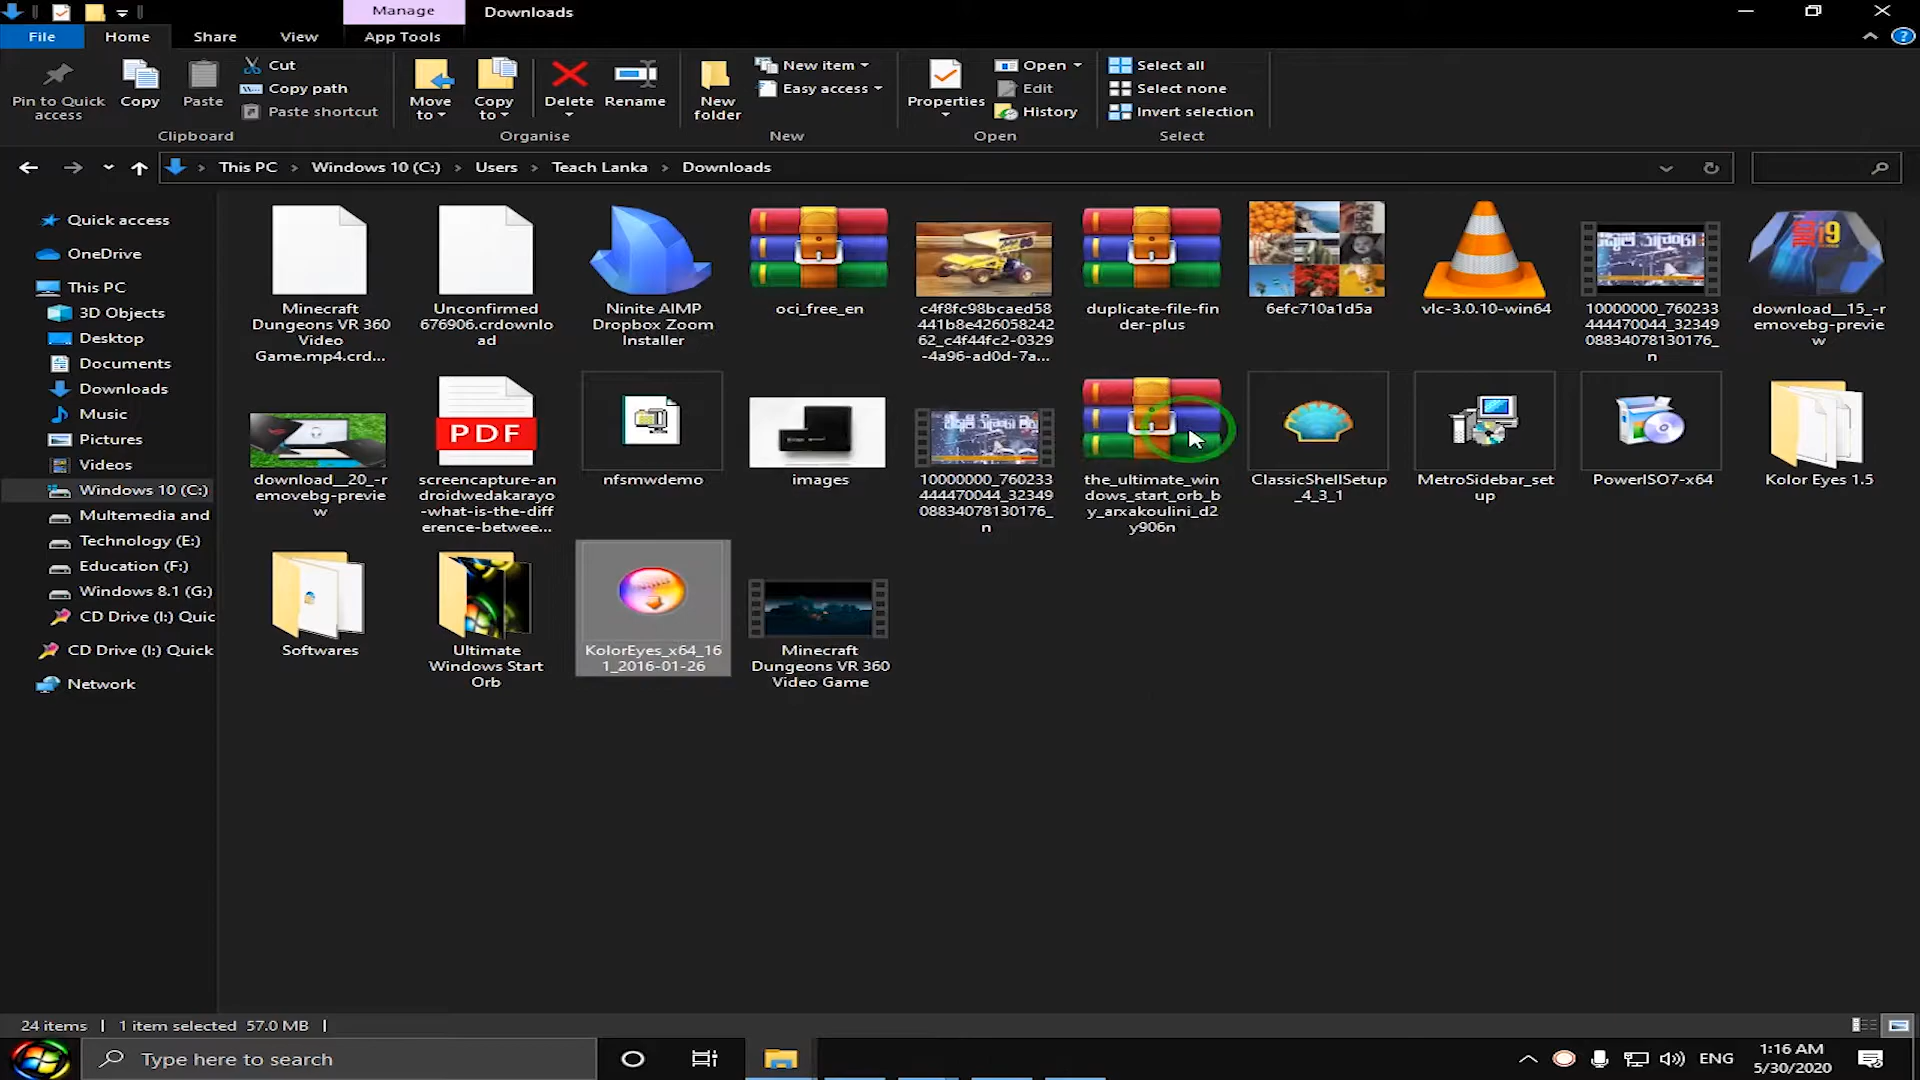 Manage
Downloads
File
Home
Share
View
App Tools
Pin to Quick
access
Copy
Paste
Cut
Copy path
Paste shortcut
Clipboard
Move
to
Copy
to
Delete
Rename
Organise
New
folder
New item
Easy access
New
Properties
Open
Edit
History
Open
Select all
Select none
Invert selection
Select
This PC
Windows 10 (C:)
Users
Teach Lanka
Downloads
Quick access
OneDrive
This PC
3D Objects
Desktop
Documents
Downloads
Music
Pictures
Videos
Windows 10 (C:)
Multemedia and
Technology (E:)
Education (F:)
Windows 8.1 (G:)
CD Drive (I:) Quic
CD Drive (I:) Quick
Network
Minecraft
Dungeons VR 360
Video
Game.mp4.crd...
Unconfirmed
676906.crdownlo
ad
Ninite AIMP
Dropbox Zoom
Installer
oci_free_en
c4f8fc98bcaed58
441b8e426058242
62_c4f44fc2-0329
-4a96-ad0d-7a...
duplicate-file-fin
der-plus
6efc710a1d5a
vlc-3.0.10-win64
10000000_760233
444470044_32349
08834078130176_
n
i9
download__15_-r
emovebg-previe
w
download__20_-r
emovebg-previe
w
PDF
screencapture-an
droidwedakarayo
-what-is-the-diff
erence-betwee...
nfsmwdemo
images
10000000_760233
444470044_32349
08834078130176_
n
the_ultimate_win
dows_start_orb_b
y_arxakoulini_d2
y906n
ClassicShellSetup
_4_3_1
MetroSidebar_set
up
PowerISO7-x64
Kolor Eyes 1.5
Softwares
Ultimate
Windows Start
Orb
KolorEyes_x64_16
1_2016-01-26
Minecraft
Dungeons VR 360
Video Game
24 items
1 item selected 57.0 MB
Type here to search
ENG
1:16 AM
5/30/2020